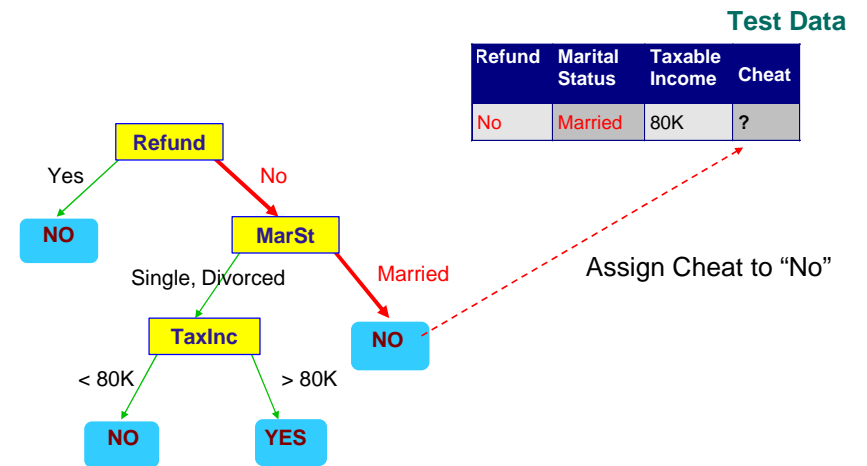 Test Data
Refund Marital Status Taxable Income Cheat
No Married 80K ?
Refund
Yes No
NO MarSt
Single, Divorced Married
Assign Cheat to “No”
TaxInc NO
< 80K > 80K
NO YES